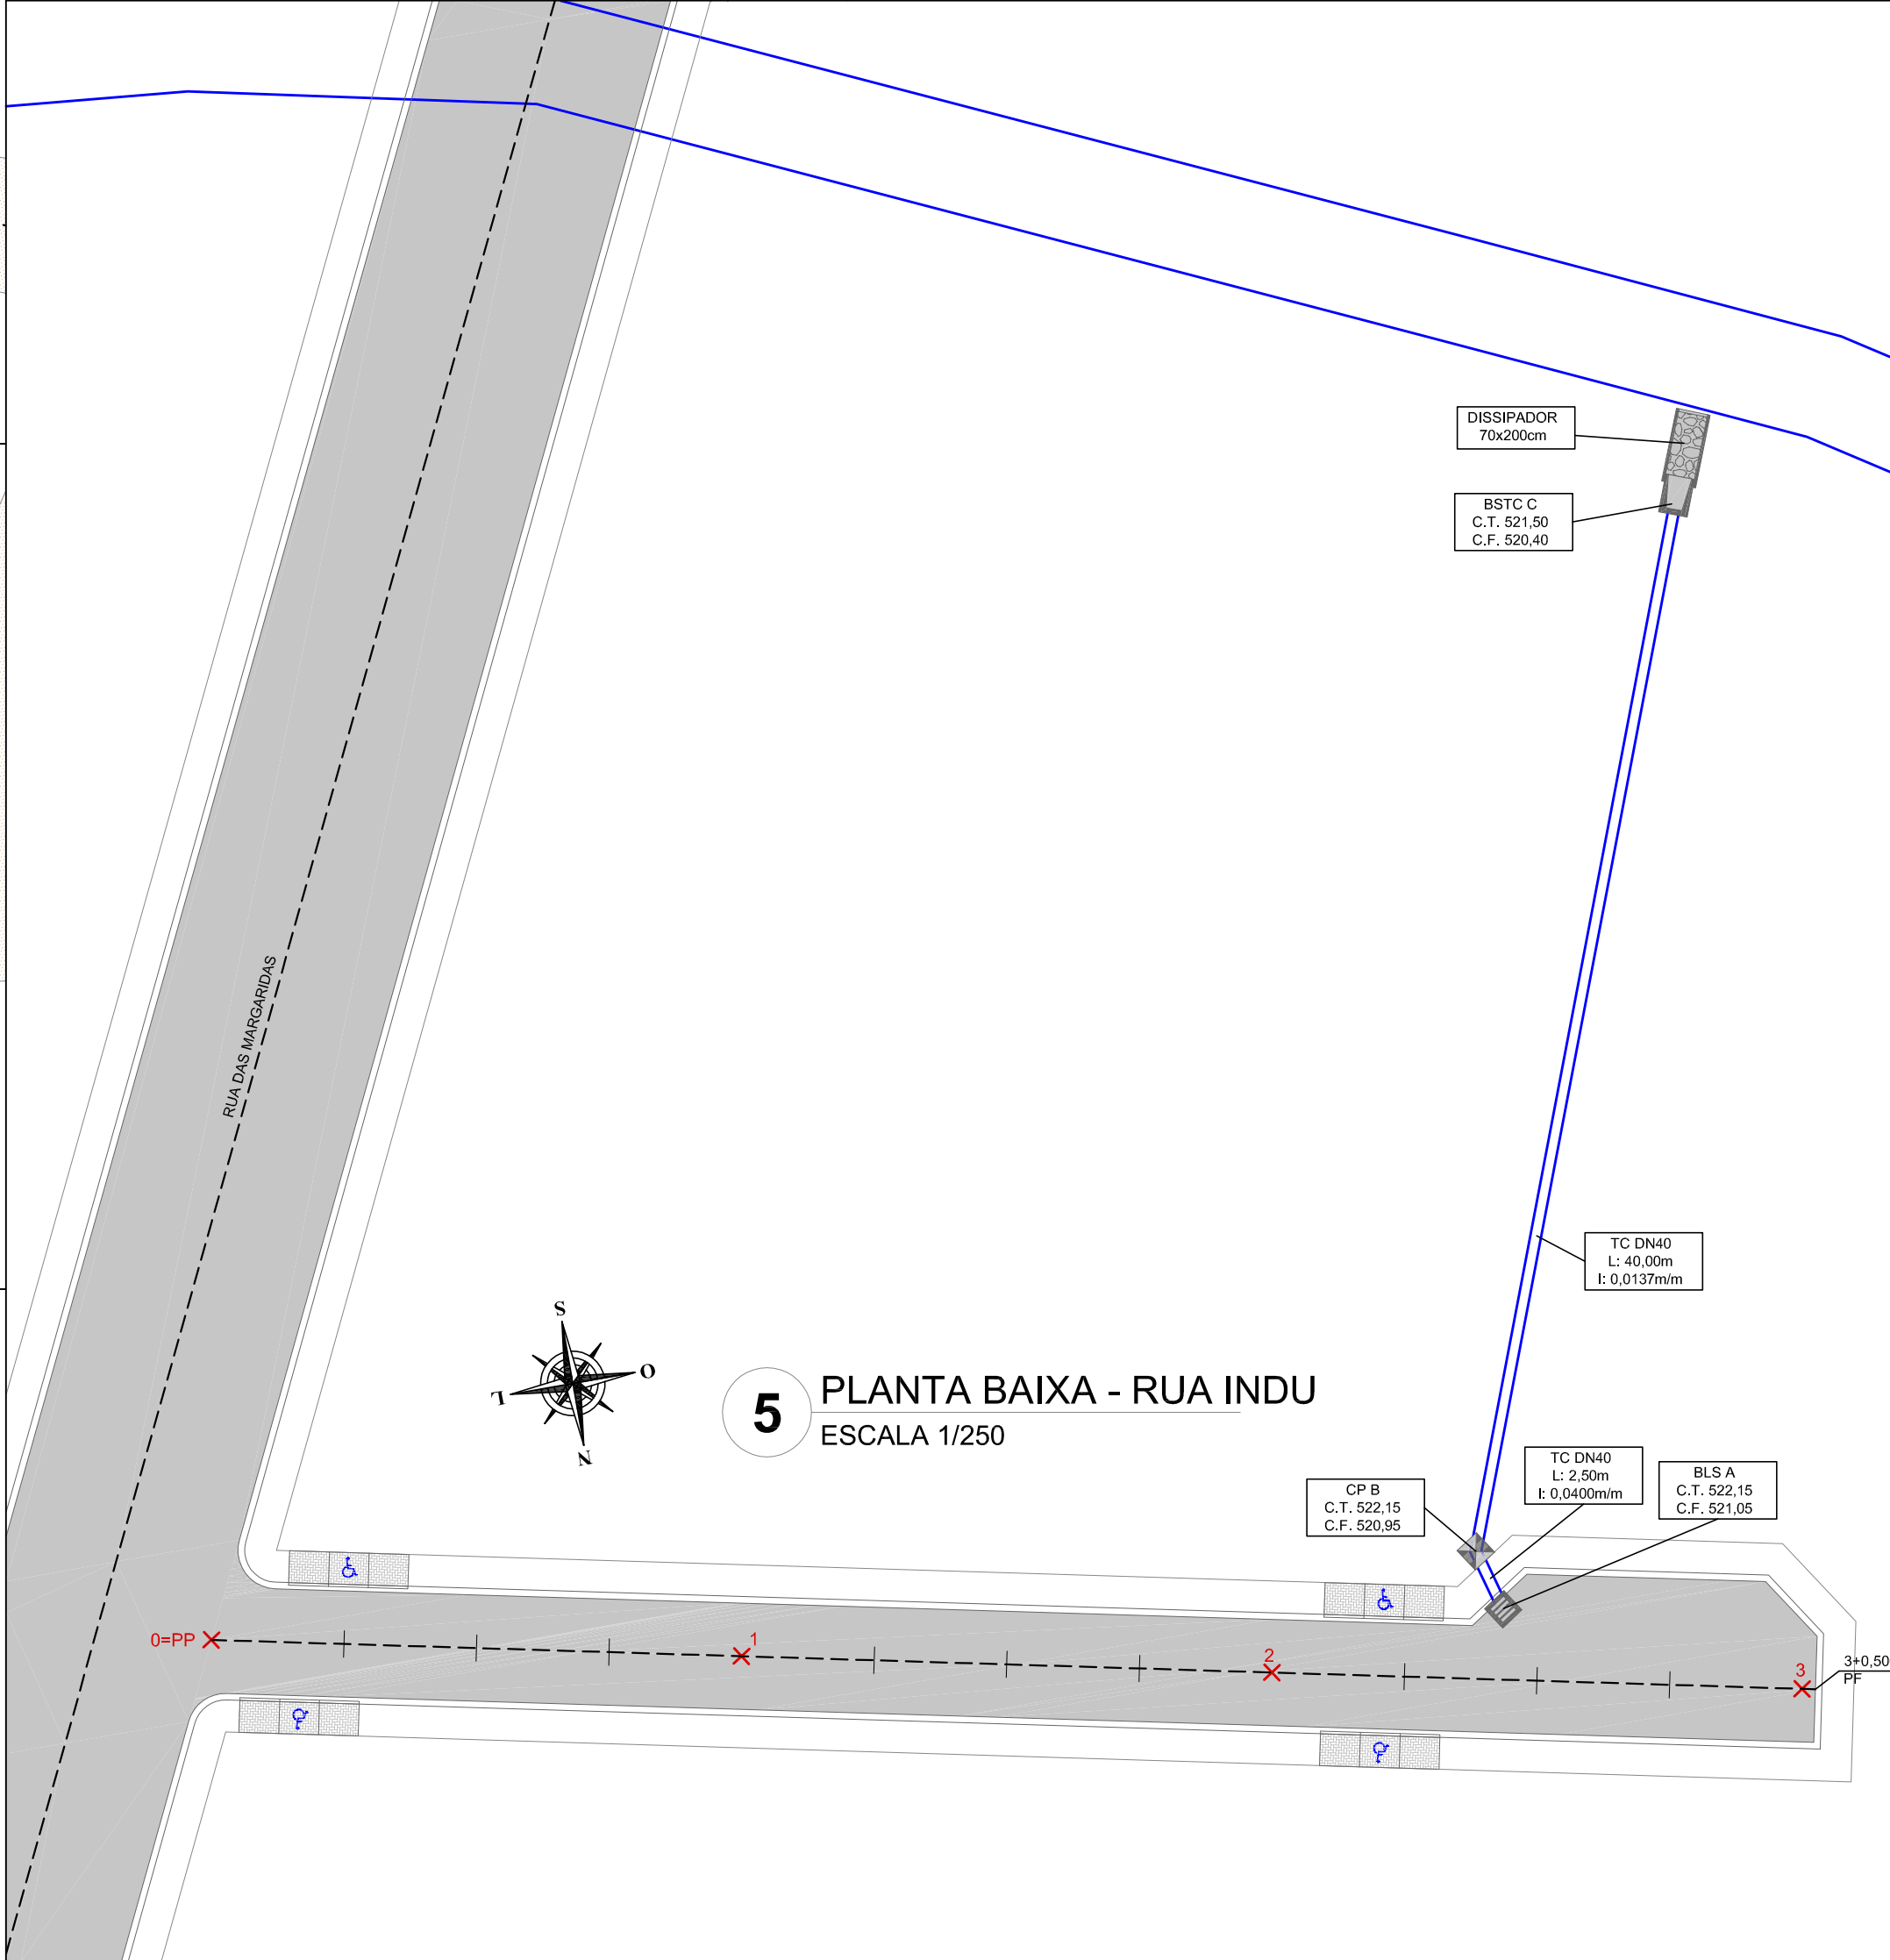 DISSIPADOR
70x200cm
BSTC C
C.T. 521,50
C.F. 520,40
RUA DAS MARGARIDAS
TC DN40
L: 40,00m
I: 0,0137m/m
S
O
L
N
5
PLANTA BAIXA - RUA INDU
ESCALA 1/250
TC DN40
L: 2,50m
I: 0,0400m/m
BLS A
C.T. 522,15
C.F. 521,05
CP B
C.T. 522,15
C.F. 520,95
0=PP
1
2
3
3+0,50
PF